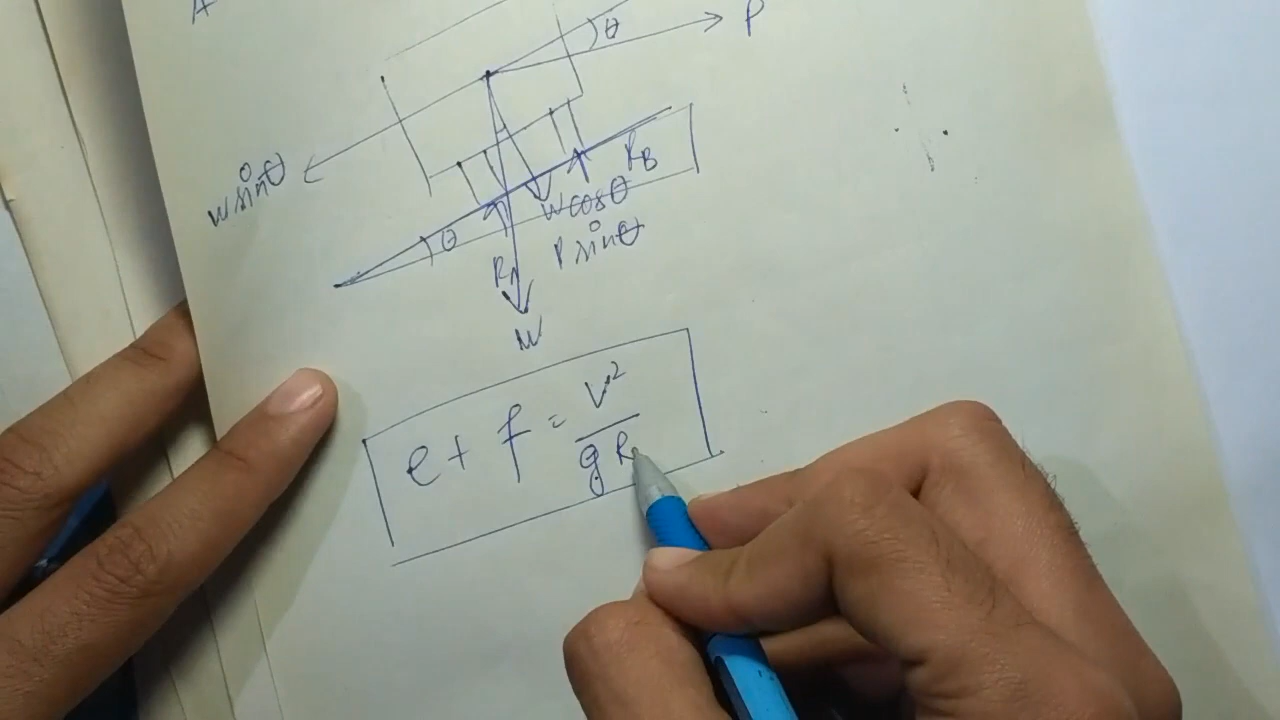 A
θ
P
W sinθ
R_B
W cosθ
θ
P sinθ
R_A
W
e + f = V²/gR